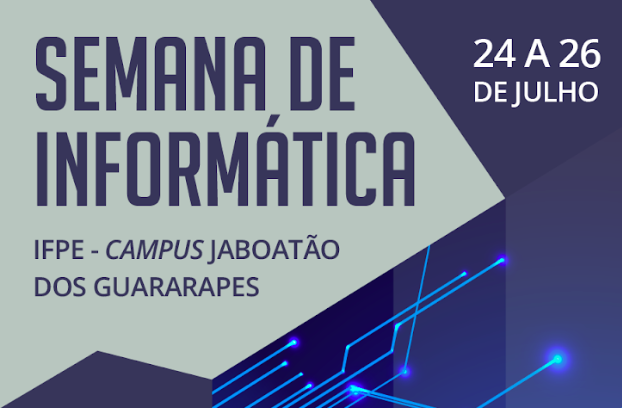 SEMANA DE
INFORMÁTICA
IFPE - CAMPUS JABOATÃO
DOS GUARARAPES
24 A 26
DE JULHO